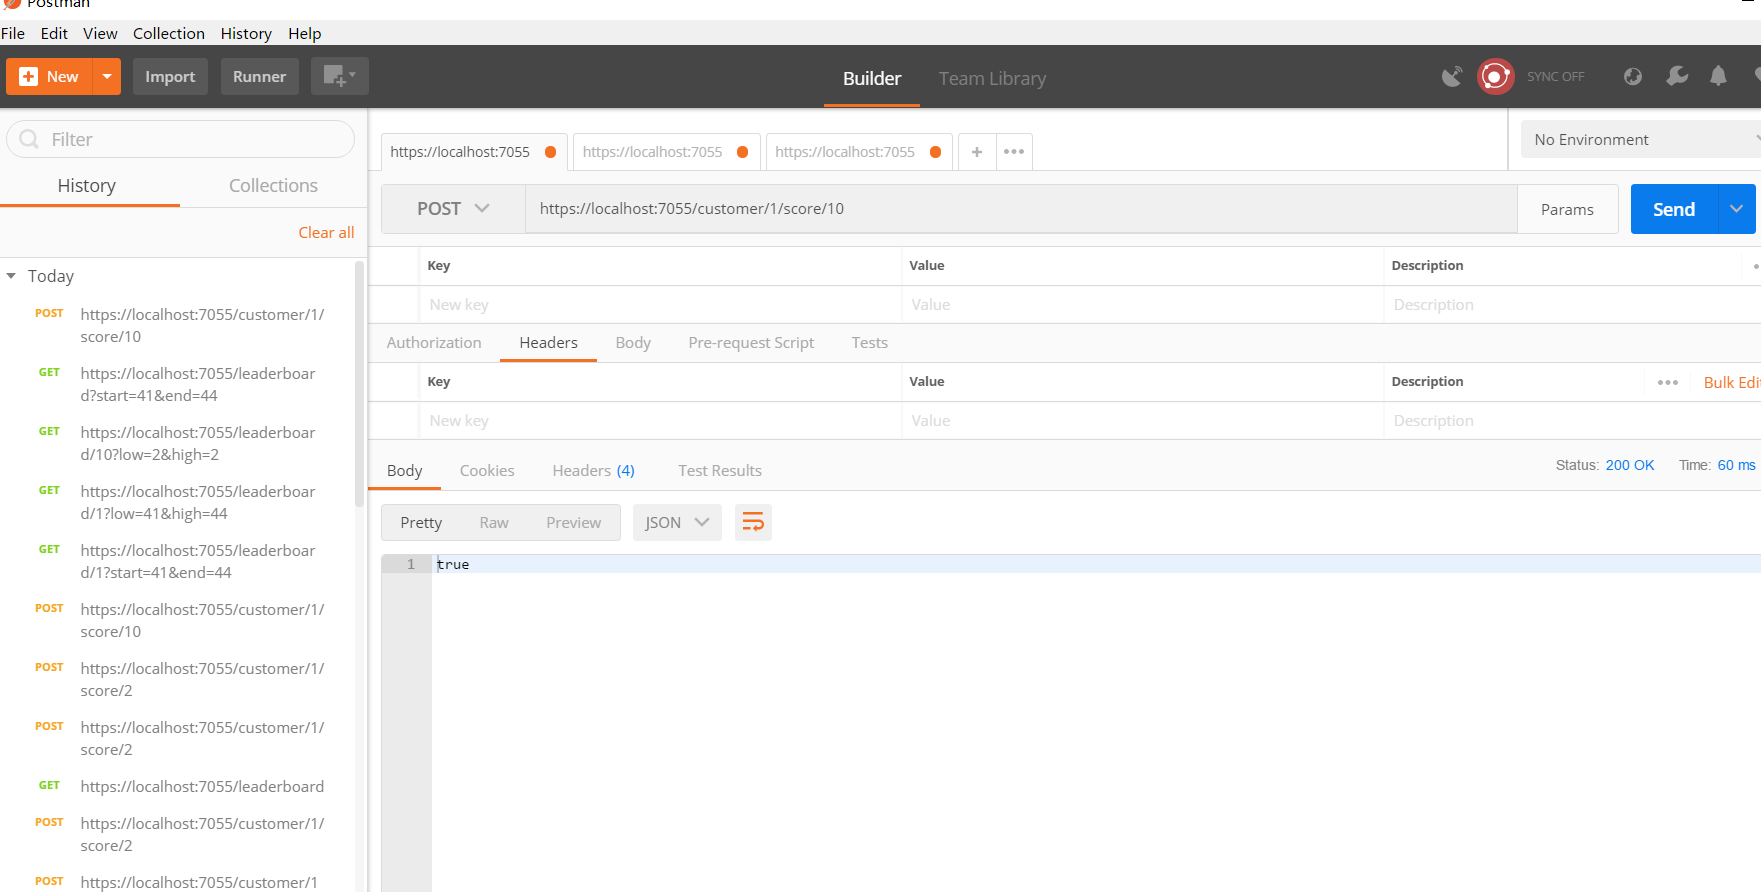 Postman
File Edit View Collection History Help
New Import Runner Builder Team Library SYNC OFF
Filter
History Collections
Clear all
Today
POST https://localhost:7055/customer/1/
score/10
GET https://localhost:7055/leaderboar
d?start=41&end=44
GET https://localhost:7055/leaderboar
d/10?low=2&high=2
GET https://localhost:7055/leaderboar
d/1?low=41&high=44
GET https://localhost:7055/leaderboar
d/1?start=41&end=44
POST https://localhost:7055/customer/1/
score/10
POST https://localhost:7055/customer/1/
score/2
POST https://localhost:7055/customer/1/
score/2
GET https://localhost:7055/leaderboard
POST https://localhost:7055/customer/1/
score/2
POST https://localhost:7055/customer/1
https://localhost:7055 https://localhost:7055 https://localhost:7055 + •••
No Environment
POST https://localhost:7055/customer/1/score/10 Params Send
Key Value Description
New key Value Description
Authorization Headers Body Pre-request Script Tests
Key Value Description ••• Bulk Edi
New key Value Description
Body Cookies Headers (4) Test Results Status: 200 OK Time: 60 ms
Pretty Raw Preview JSON
1 true